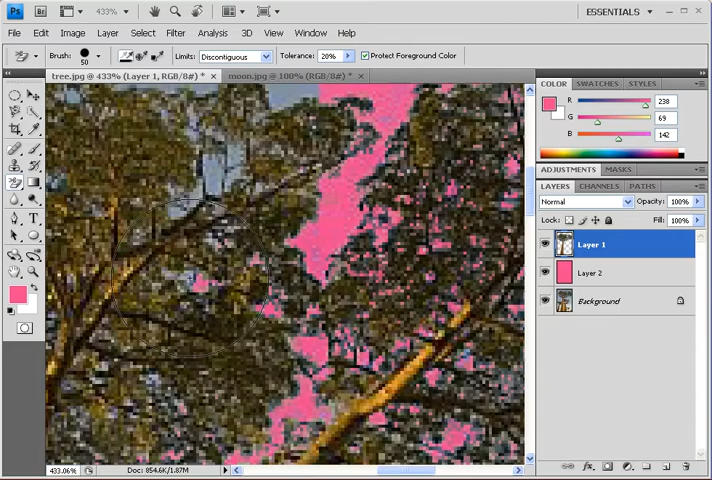 Ps Br 433% ESSENTIALS
File Edit Image Layer Select Filter Analysis 3D View Window Help
Brush: 50 Limits: Discontiguous Tolerance: 20% Protect Foreground Color
tree.jpg @ 433% (Layer 1, RGB/8#) * × moon.jpg @ 100% (RGB/8#) * ×
COLOR SWATCHES STYLES
R 238
G 69
B 142
ADJUSTMENTS MASKS
LAYERS CHANNELS PATHS
Normal Opacity: 100%
Lock: Fill: 100%
Layer 1
Layer 2
Background
433.06% Doc: 854.6K/1.87M